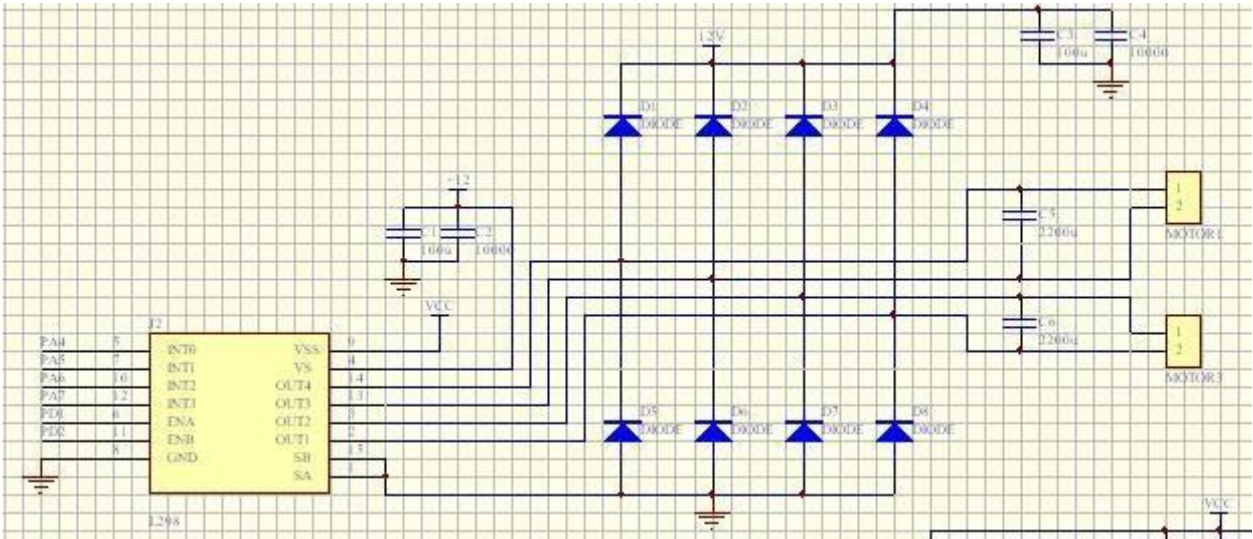 12V
C3
100u
C4
10000
D1
DIODE
D2
DIODE
D3
DIODE
D4
DIODE
+12
C1
100u
C2
10000
1
2
MOTOR1
C5
2200u
VCC
C6
2200u
1
2
MOTOR3
J2
PA4 5 INT0 VSS 9
PA5 7 INT1 VS 4
PA6 10 INT2 OUT4 14
PA7 12 INT3 OUT3 13
PD1 6 ENA OUT2 3
PD2 11 ENB OUT1 2
8 GND SB 15
SA 1
L298
D5
DIODE
D6
DIODE
D7
DIODE
D8
DIODE
VCC